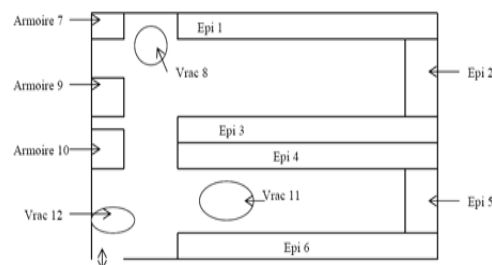 Armoire 7
Epi 1
Vrac 8
Epi 2
Armoire 9
Epi 3
Armoire 10
Epi 4
Vrac 11
Epi 5
Vrac 12
Epi 6